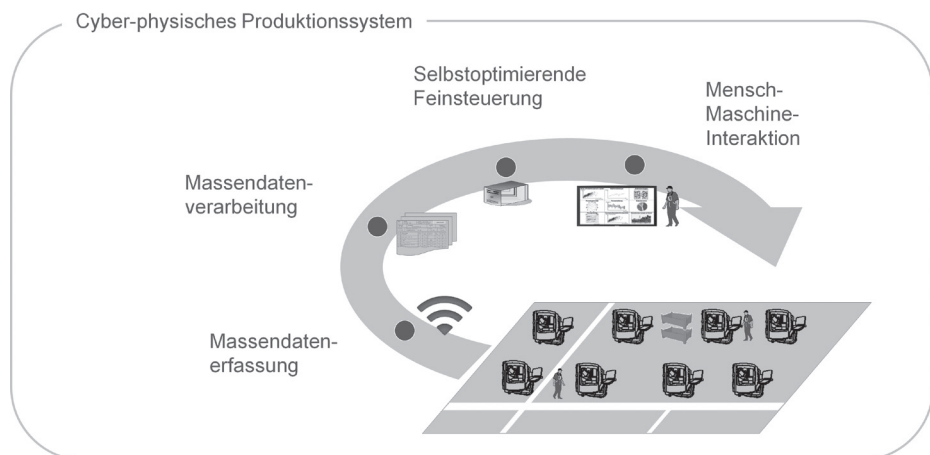 Cyber-physisches Produktionssystem
Selbstoptimierende
Feinsteuerung
Mensch-
Maschine-
Interaktion
Massendaten-
verarbeitung
Massendaten-
erfassung